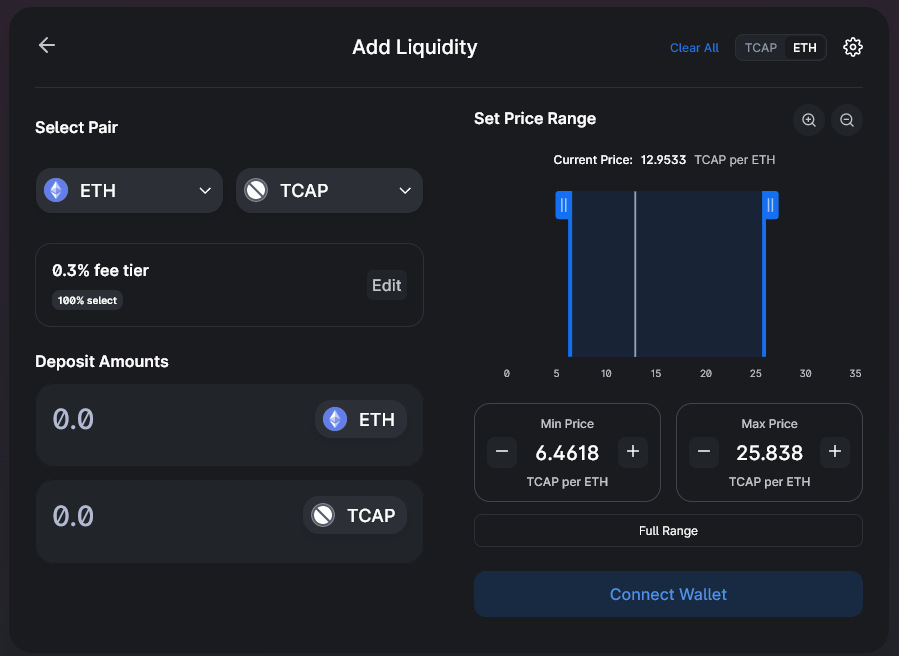 Add Liquidity
Clear All
TCAP ETH
Select Pair
ETH
TCAP
0.3% fee tier
100% select
Edit
Deposit Amounts
0.0 ETH
0.0 TCAP
Set Price Range
Current Price: 12.9533 TCAP per ETH
0 5 10 15 20 25 30 35
Min Price
6.4618
TCAP per ETH
Max Price
25.838
TCAP per ETH
Full Range
Connect Wallet